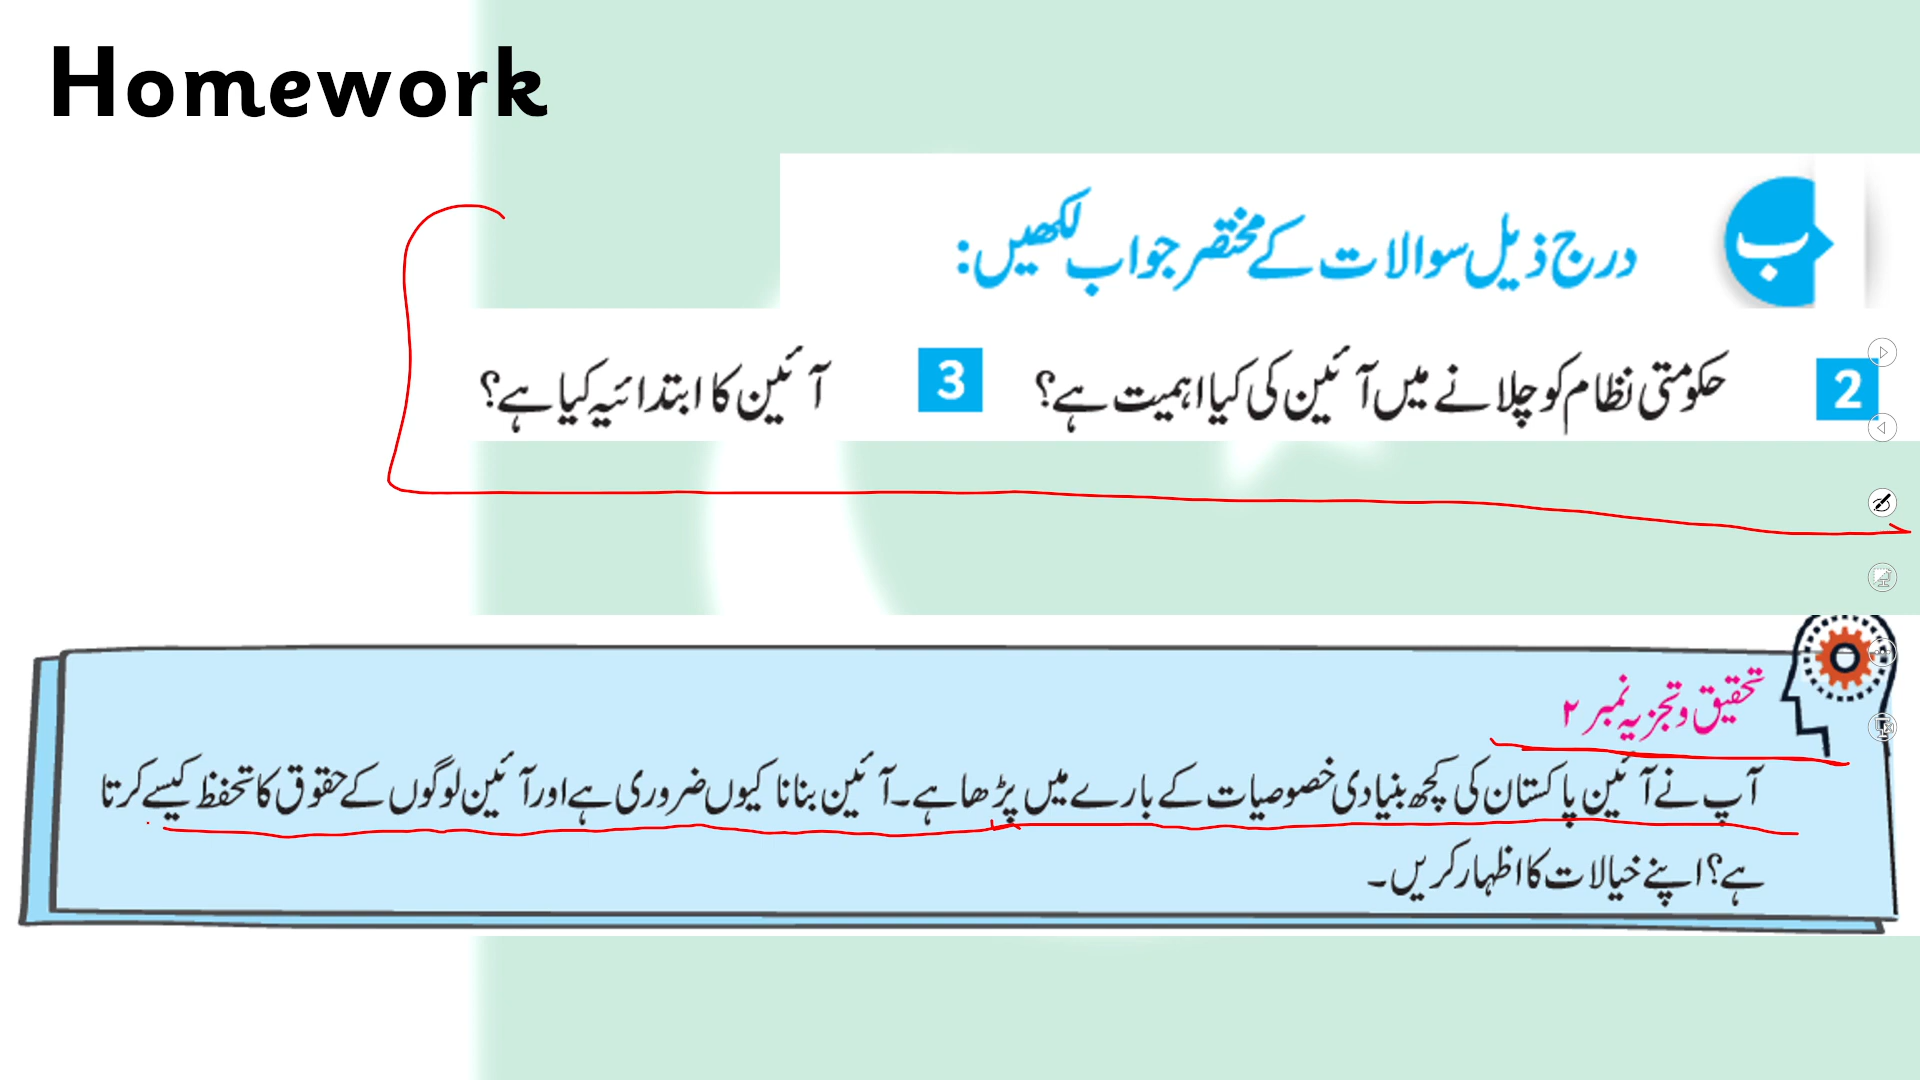 Homework
ب درج ذیل سوالات کے مختصر جواب لکھیں:
2 حکومتی نظام کو چلانے میں آئین کی کیا اہمیت ہے؟ 3 آئین کا ابتدائیہ کیا ہے؟
تحقیق و تجزیہ نمبر ۲
آپ نے آئین پاکستان کی کچھ بنیادی خصوصیات کے بارے میں پڑھا ہے۔ آئین بنانا کیوں ضروری ہے اور آئین لوگوں کے حقوق کا تحفظ کیسے کرتا
ہے؟ اپنے خیالات کا اظہار کریں۔